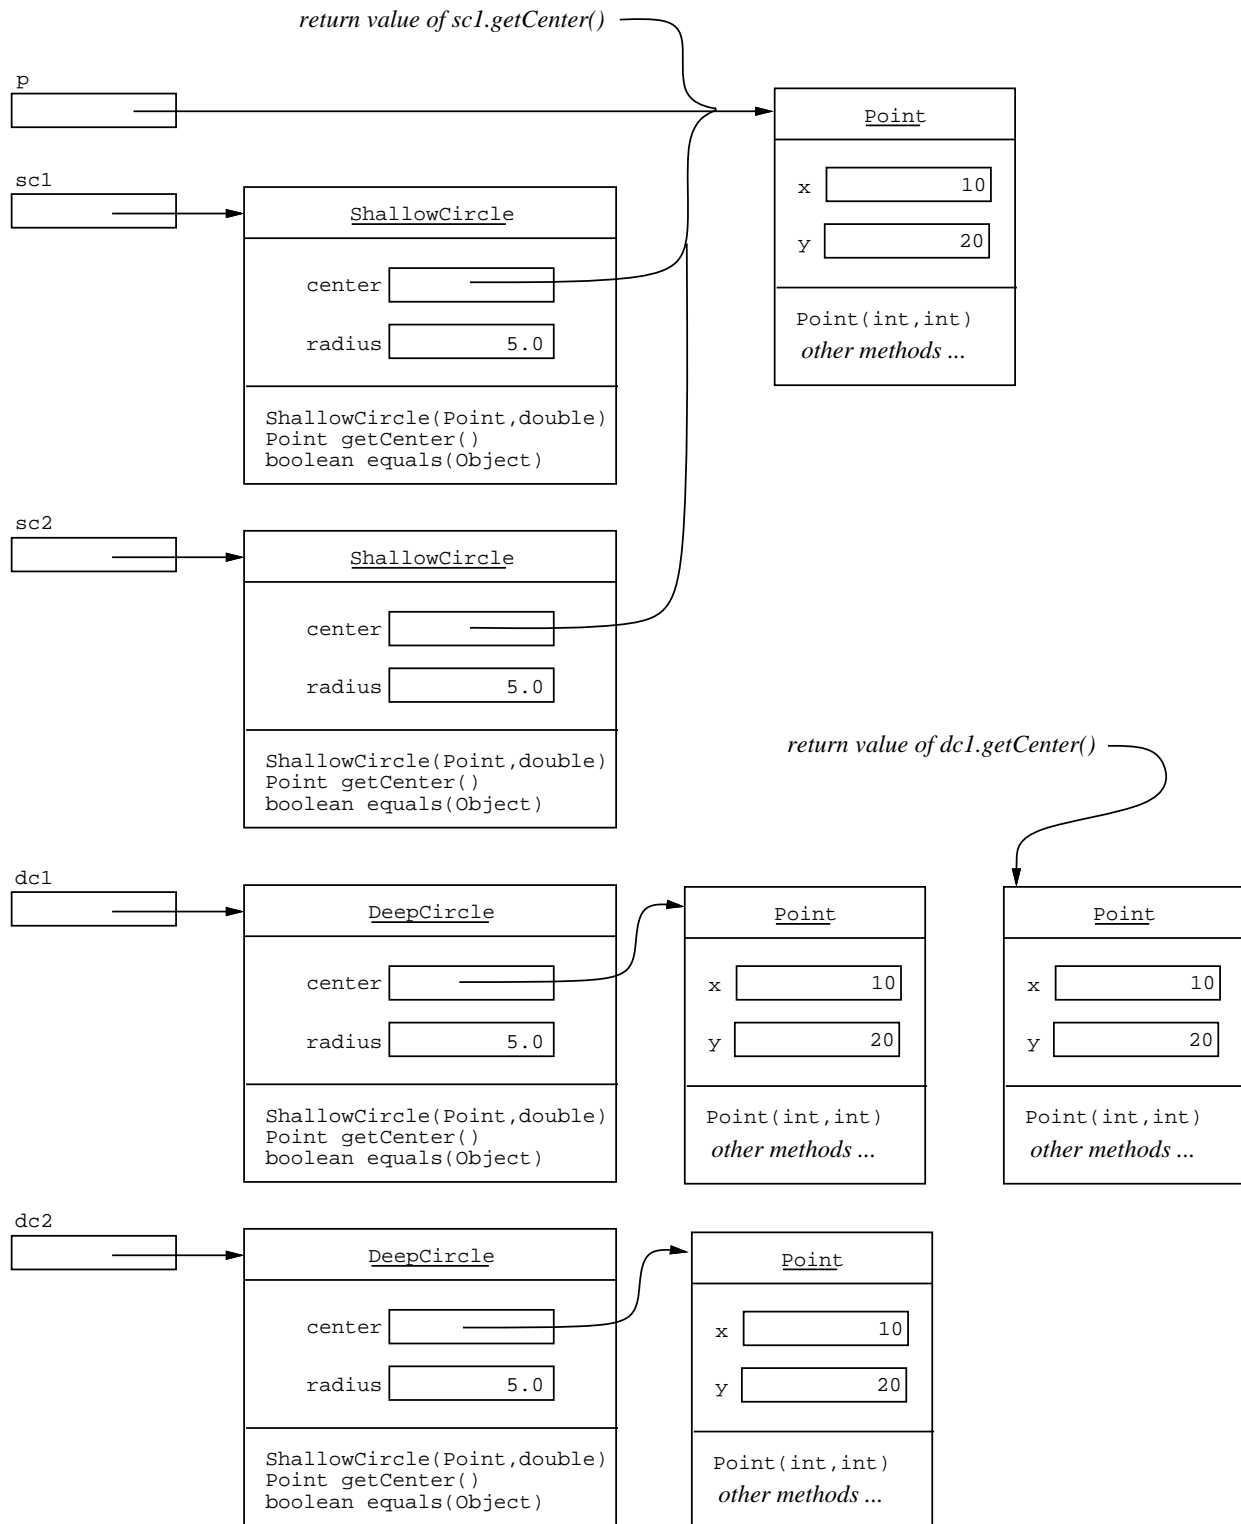 return value of sc1.getCenter()
p
Point
x 10
y 20
Point(int,int)
other methods ...
sc1
ShallowCircle
center
radius 5.0
ShallowCircle(Point,double)
Point getCenter()
boolean equals(Object)
sc2
ShallowCircle
center
radius 5.0
ShallowCircle(Point,double)
Point getCenter()
boolean equals(Object)
return value of dc1.getCenter()
dc1
DeepCircle
center
radius 5.0
ShallowCircle(Point,double)
Point getCenter()
boolean equals(Object)
Point
x 10
y 20
Point(int,int)
other methods ...
Point
x 10
y 20
Point(int,int)
other methods ...
dc2
DeepCircle
center
radius 5.0
ShallowCircle(Point,double)
Point getCenter()
boolean equals(Object)
Point
x 10
y 20
Point(int,int)
other methods ...